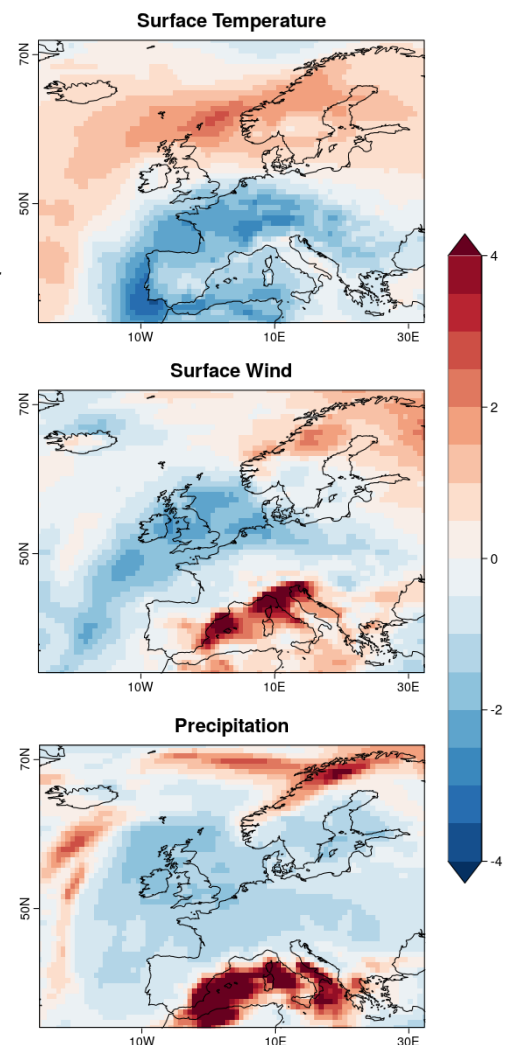 Surface Temperature
70N
50N
10W 10E 30E
Surface Wind
70N
50N
10W 10E 30E
Precipitation
70N
50N
10W 10E 30E
4
2
0
-2
-4